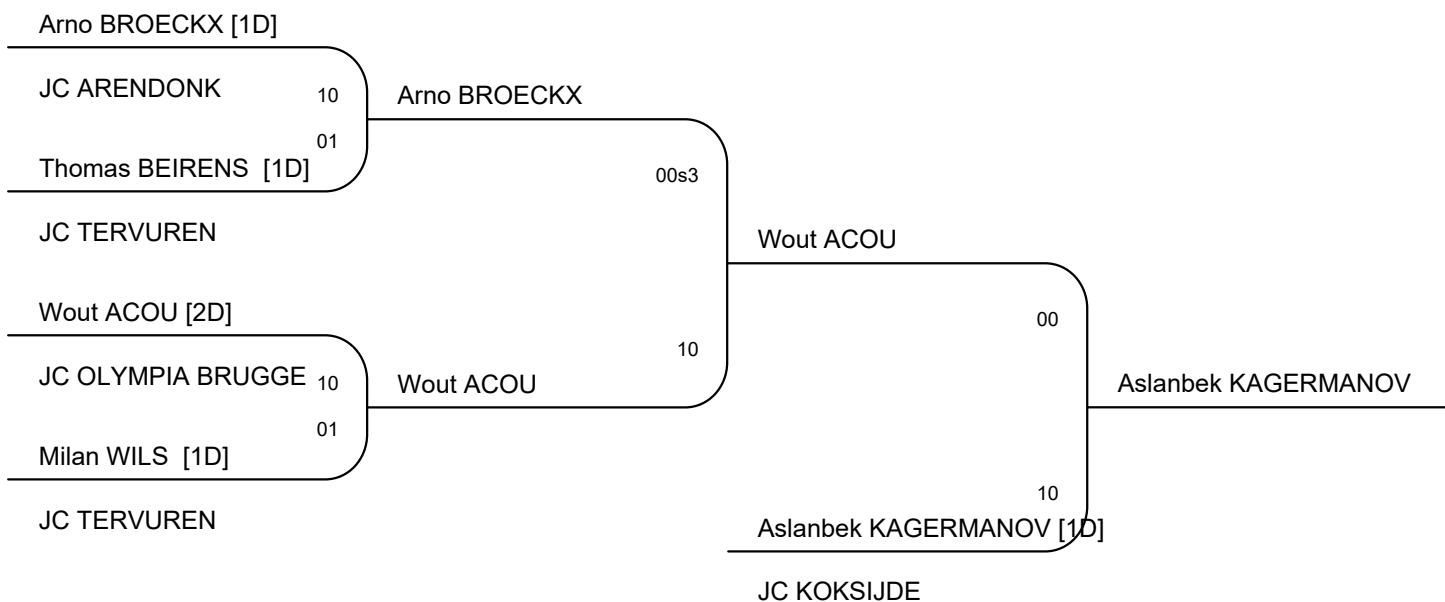 Arno BROECKX [1D]
JC ARENDONK
10
Arno BROECKX
01
Thomas BEIRENS [1D]
00s3
JC TERVUREN
Wout ACOU
Wout ACOU [2D]
00
10
JC OLYMPIA BRUGGE 10
Wout ACOU
Aslanbek KAGERMANOV
01
Milan WILS [1D]
10
JC TERVUREN
Aslanbek KAGERMANOV [1D]
JC KOKSIJDE